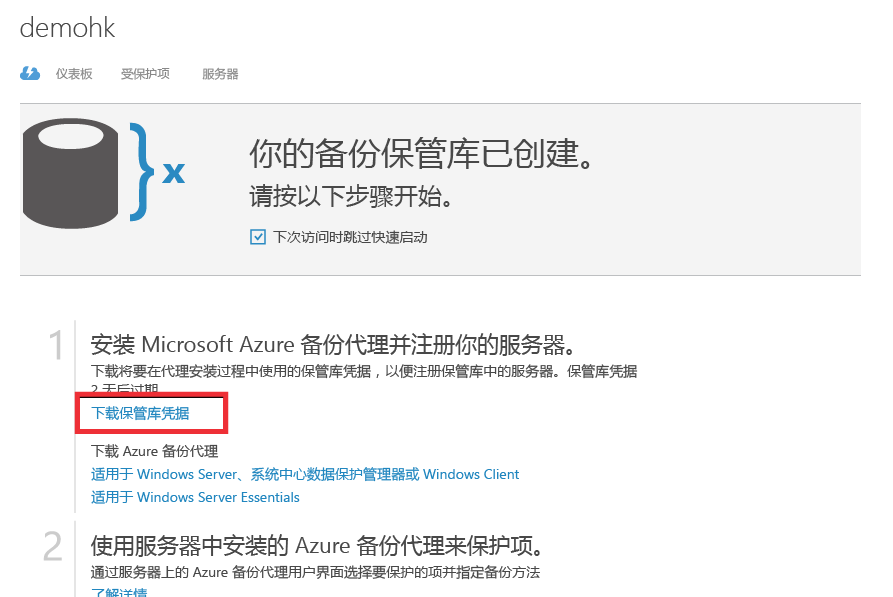 demohk
仪表板 受保护项 服务器
} x
你的备份保管库已创建。
请按以下步骤开始。
下次访问时跳过快速启动
1
安装 Microsoft Azure 备份代理并注册你的服务器。
下载将要在代理安装过程中使用的保管库凭据，以便注册保管库中的服务器。保管库凭据
2 天后过期
下载保管库凭据
下载 Azure 备份代理
适用于 Windows Server、系统中心数据保护管理器或 Windows Client
适用于 Windows Server Essentials
2
使用服务器中安装的 Azure 备份代理来保护项。
通过服务器上的 Azure 备份代理用户界面选择要保护的项并指定备份方法
了解详情